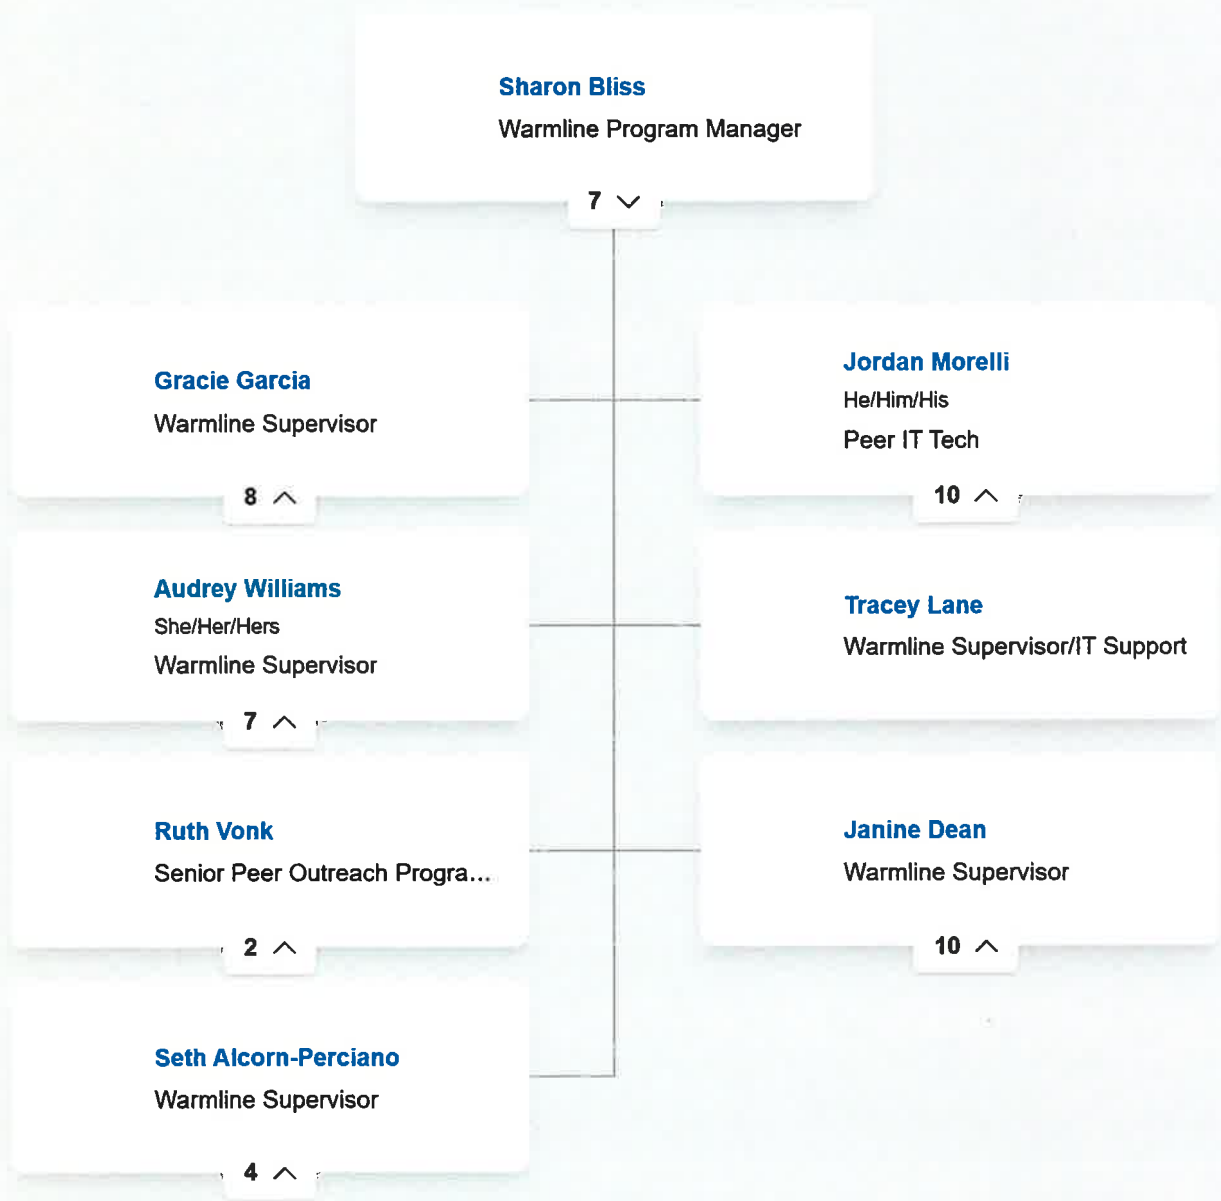 Sharon Bliss
Warmline Program Manager
7
Gracie Garcia
Warmline Supervisor
8
Jordan Morelli
He/Him/His
Peer IT Tech
10
Audrey Williams
She/Her/Hers
Warmline Supervisor
7
Tracey Lane
Warmline Supervisor/IT Support
Ruth Vonk
Senior Peer Outreach Progra...
2
Janine Dean
Warmline Supervisor
10
Seth Alcorn-Perciano
Warmline Supervisor
4